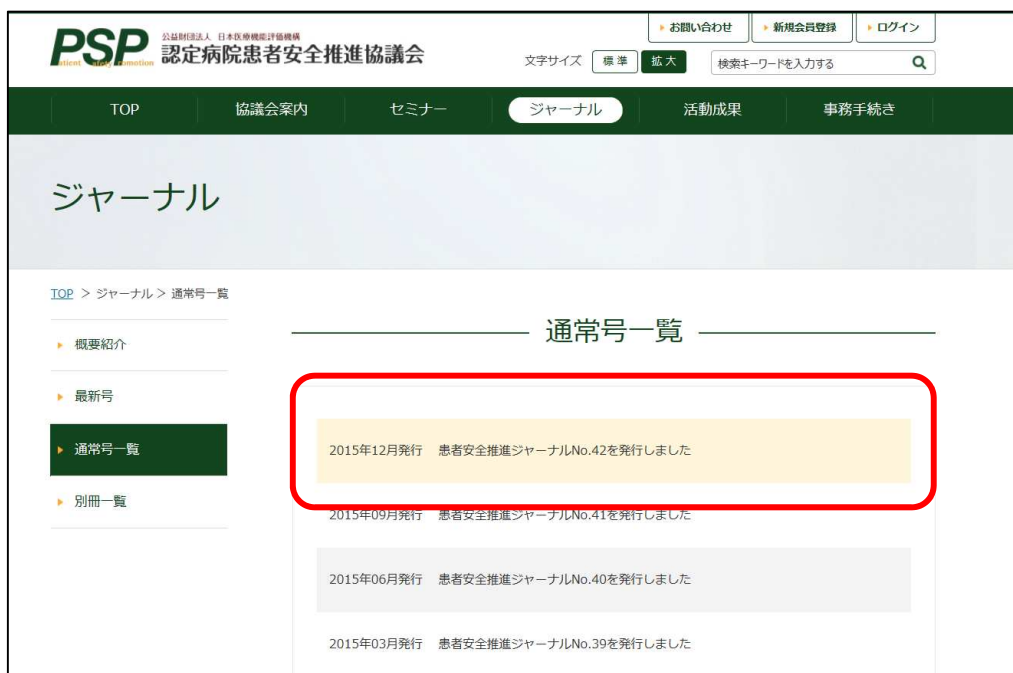 お問い合わせ 新規会員登録 ログイン
PSP
Patient Safety Promotion
公益財団法人 日本医療機能評価機構
認定病院患者安全推進協議会
文字サイズ 標準 拡大 検索キーワードを入力する
TOP 協議会案内 セミナー ジャーナル 活動成果 事務手続き
ジャーナル
TOP > ジャーナル > 通常号一覧
概要紹介
最新号
通常号一覧
別冊一覧
通常号一覧
2015年12月発行 患者安全推進ジャーナルNo.42を発行しました
2015年09月発行 患者安全推進ジャーナルNo.41を発行しました
2015年06月発行 患者安全推進ジャーナルNo.40を発行しました
2015年03月発行 患者安全推進ジャーナルNo.39を発行しました